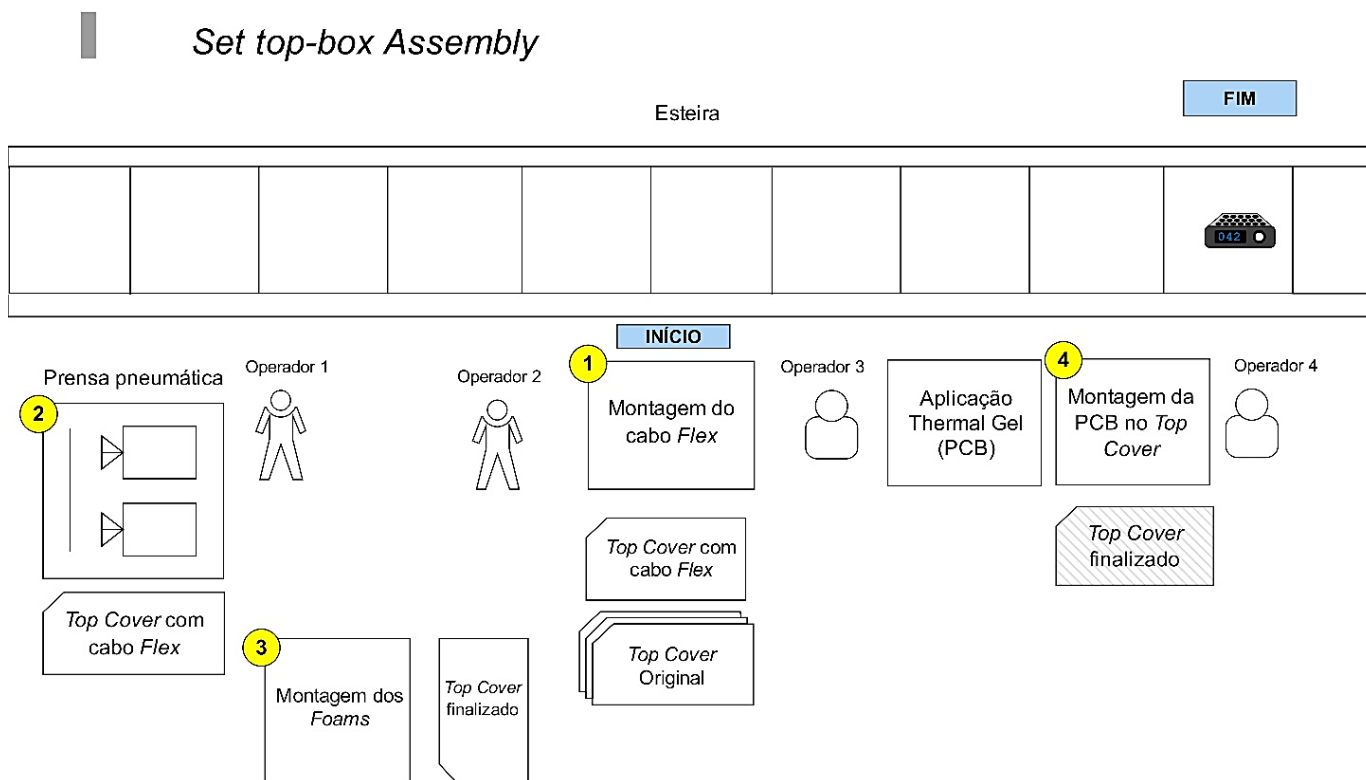 Set top-box Assembly
FIM
Esteira
042
INÍCIO
Prensa pneumática
Operador 1
Operador 2
1
Operador 3
4
Operador 4
2
Montagem do
cabo Flex
Aplicação
Thermal Gel
(PCB)
Montagem da
PCB no Top
Cover
Top Cover com
cabo Flex
Top Cover
finalizado
Top Cover com
cabo Flex
3
Montagem dos
Foams
Top Cover
finalizado
Top Cover
Original